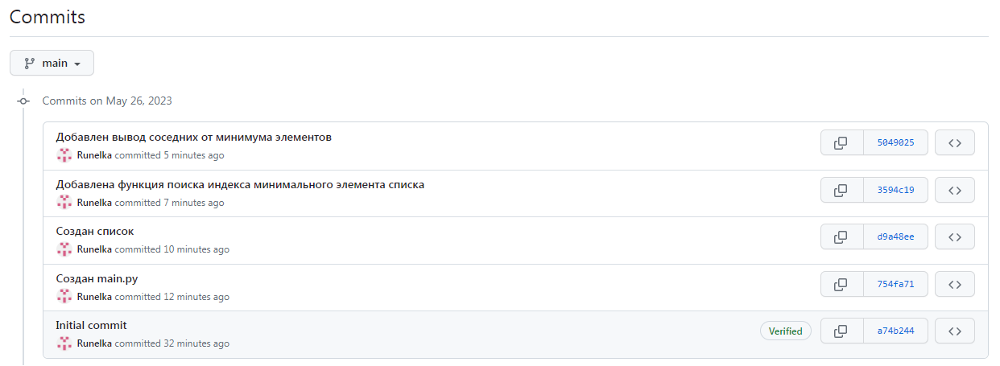 Commits
main
Commits on May 26, 2023
Добавлен вывод соседних от минимума элементов
5049025
Runelka committed 5 minutes ago
Добавлена функция поиска индекса минимального элемента списка
3594c19
Runelka committed 7 minutes ago
Создан список
d9a48ee
Runelka committed 10 minutes ago
Создан main.py
754fa71
Runelka committed 12 minutes ago
Initial commit
Verified a74b244
Runelka committed 32 minutes ago